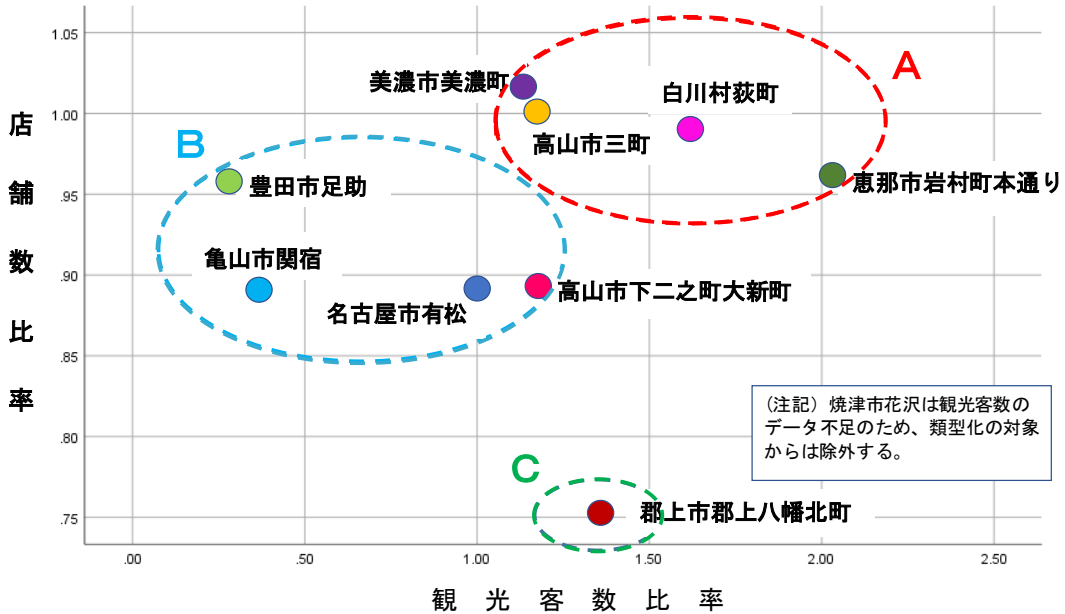 店舗数比率
1.05
1.00
.95
.90
.85
.80
.75
A
美濃市美濃町
白川村荻町
高山市三町
B
豊田市足助
恵那市岩村町本通り
亀山市関宿
名古屋市有松
高山市下二之町大新町
(注記)焼津市花沢は観光客数の
データ不足のため、類型化の対象
からは除外する。
C
郡上市郡上八幡北町
.00 .50 1.00 1.50 2.00 2.50
観光客数比率